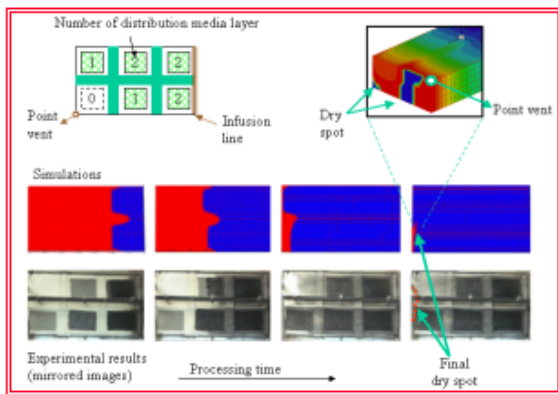 Number of distribution media layer
1
2
2
0
1
2
Point
vent
Infusion
line
Dry
spot
Point vent
Simulations
Experimental results
(mirrored images)
Processing time
Final
dry spot